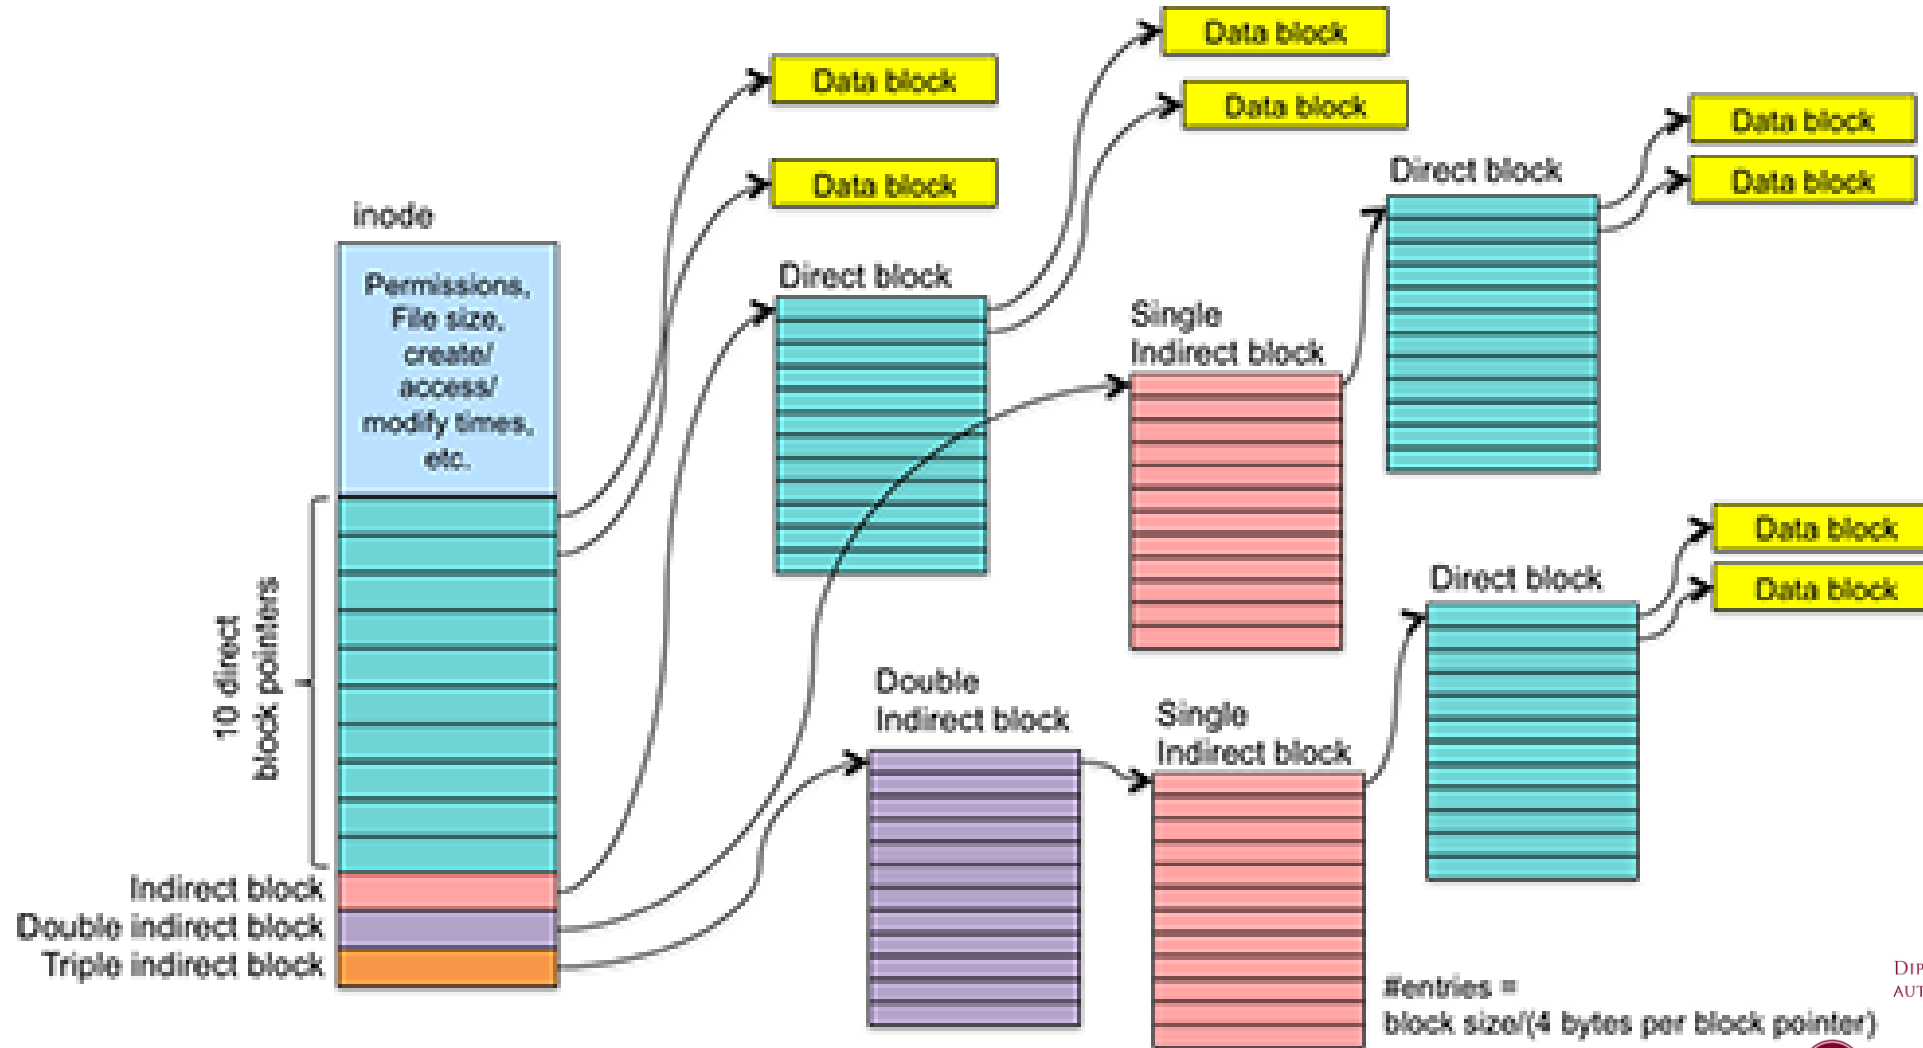 Data block
Data block
Data block
Data block
Data block
Data block
Direct block
inode
Permissions,
File size,
create/
access/
modify times,
etc.
Direct block
Single
Indirect block
Data block
Data block
Direct block
10 direct
block pointers
Double
Indirect block
Single
Indirect block
Indirect block
Double indirect block
Triple indirect block
#entries =
block size/(4 bytes per block pointer)